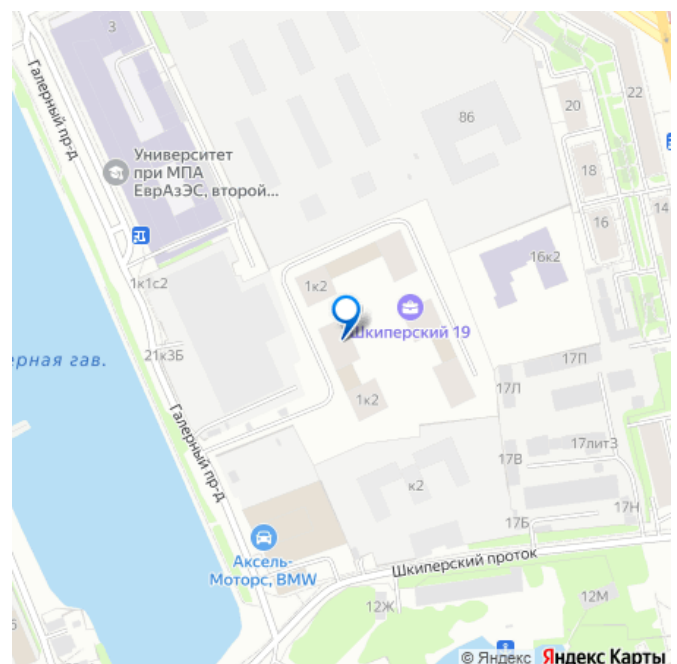 3
Галерный пр-д
Университет
при МПА
ЕврАзЭС, второй...
86
20
22
18
16
14
1к1с2
1к2
16к2
Шкиперский 19
21к3Б
рная гав.
1к2
17П
17Л
17лит3
17В
Галерный пр-д
к2
17Б
17Н
Аксель-
Моторс, BMW
Шкиперский проток
12Ж
12М
© Яндекс Яндекс Карты